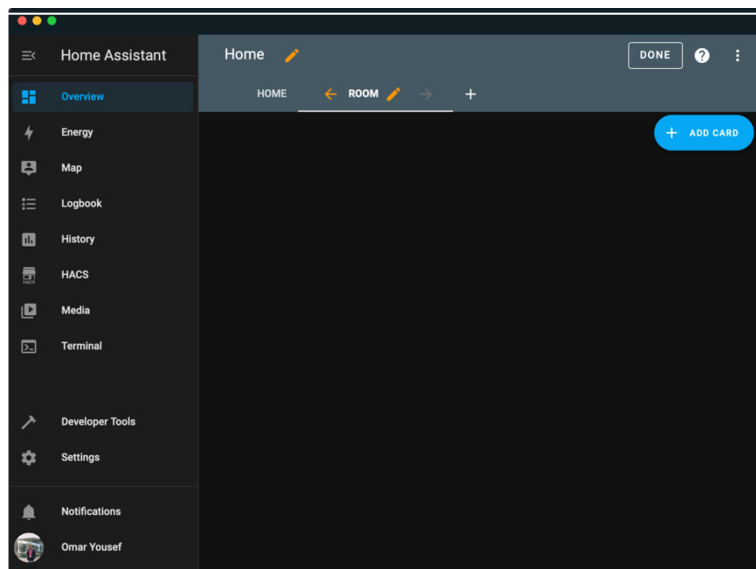 Home Assistant
Overview
Energy
Map
Logbook
History
HACS
HACS
Media
Terminal
Developer Tools
Settings
Notifications
Omar Yousef
Home
DONE
HOME
ROOM
+
+ ADD CARD